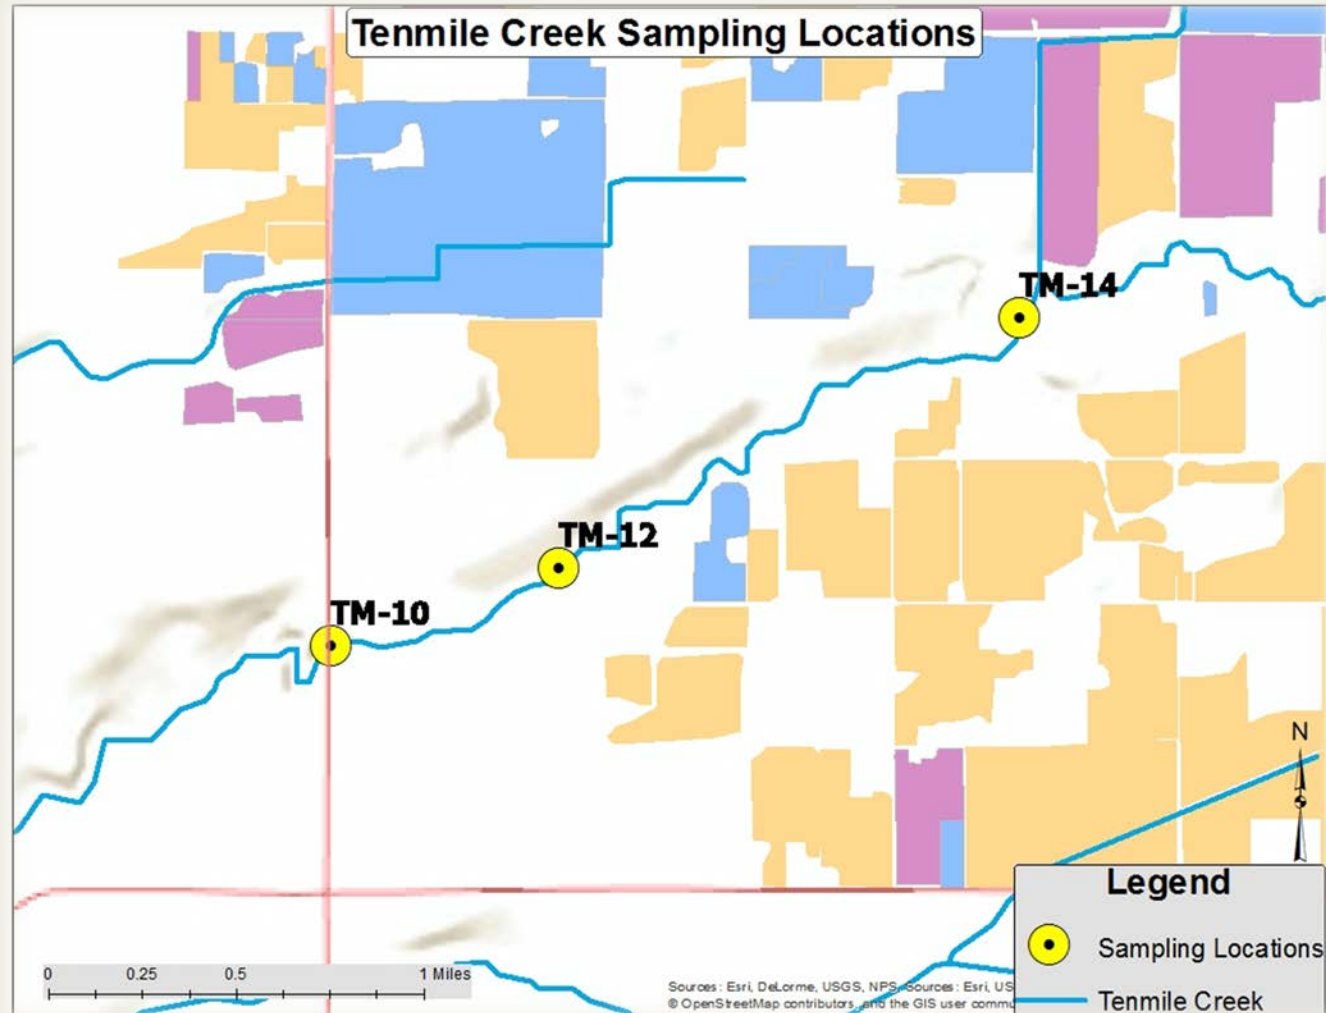 Tenmile Creek Sampling Locations
TM-14
TM-12
TM-10
N
Legend
Sampling Locations
Tenmile Creek
0 0.25 0.5 1 Miles
Sources: Esri, DeLorme, USGS, NPS, Sources: Esri, US
© OpenStreetMap contributors, and the GIS user commu